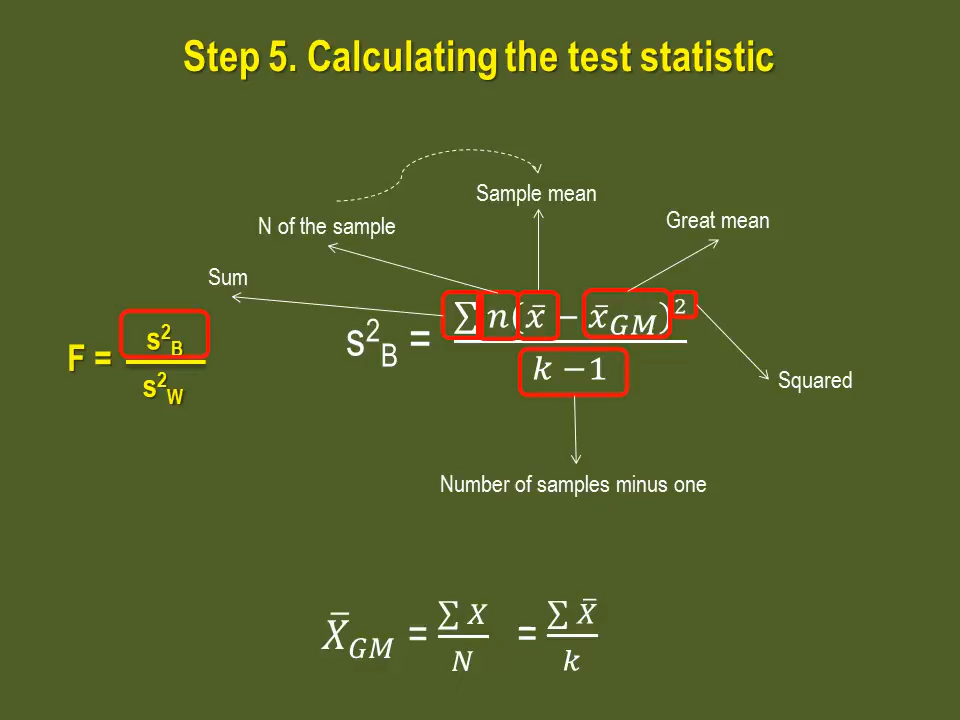 Step 5. Calculating the test statistic
Sample mean
Great mean
N of the sample
Sum
F = s²B / s²W
s²B = ∑ n(x̄ − x̄GM)² / k −1
Squared
Number of samples minus one
X̄GM = ∑ X / N = ∑ X̄ / k